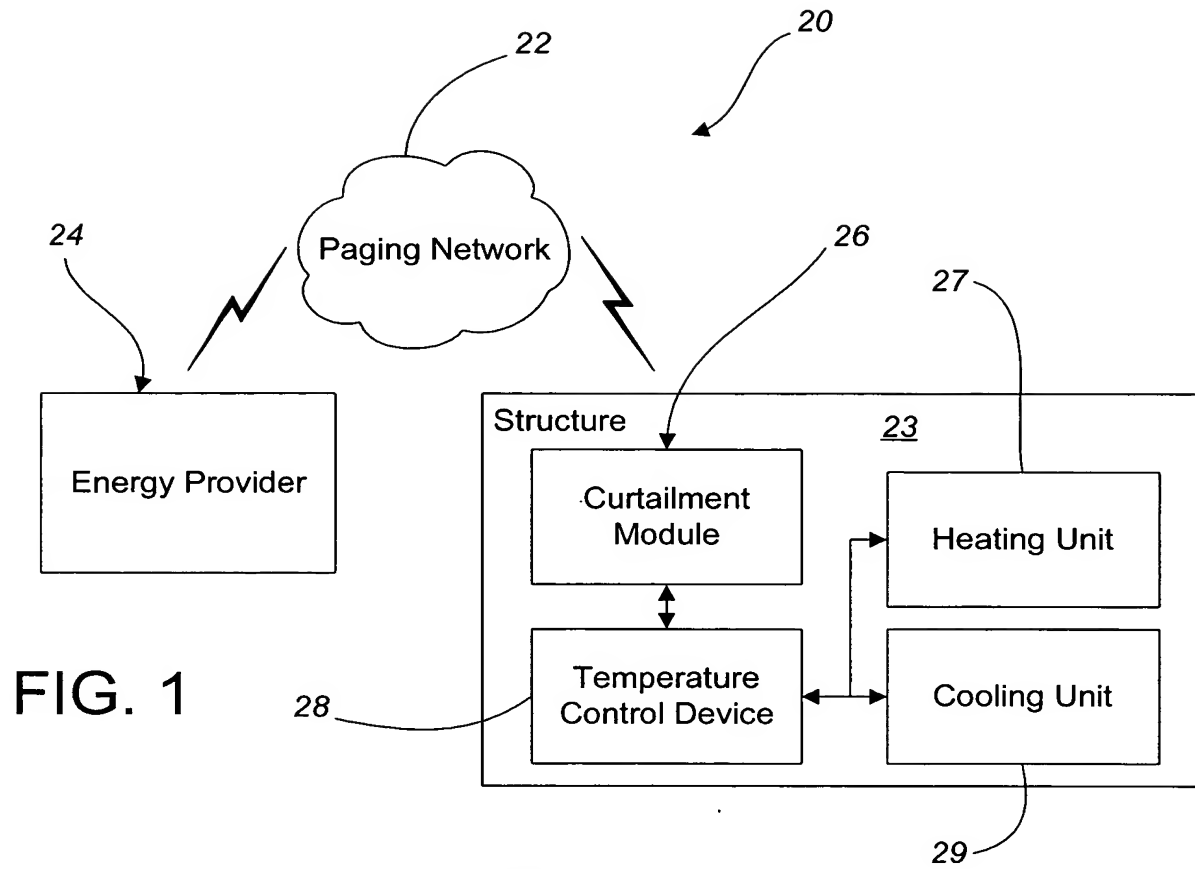 20
22
Paging Network
24
26
27
Energy Provider
Structure
23
Curtailment
Module
Heating Unit
Temperature
Control Device
Cooling Unit
28
29
FIG. 1